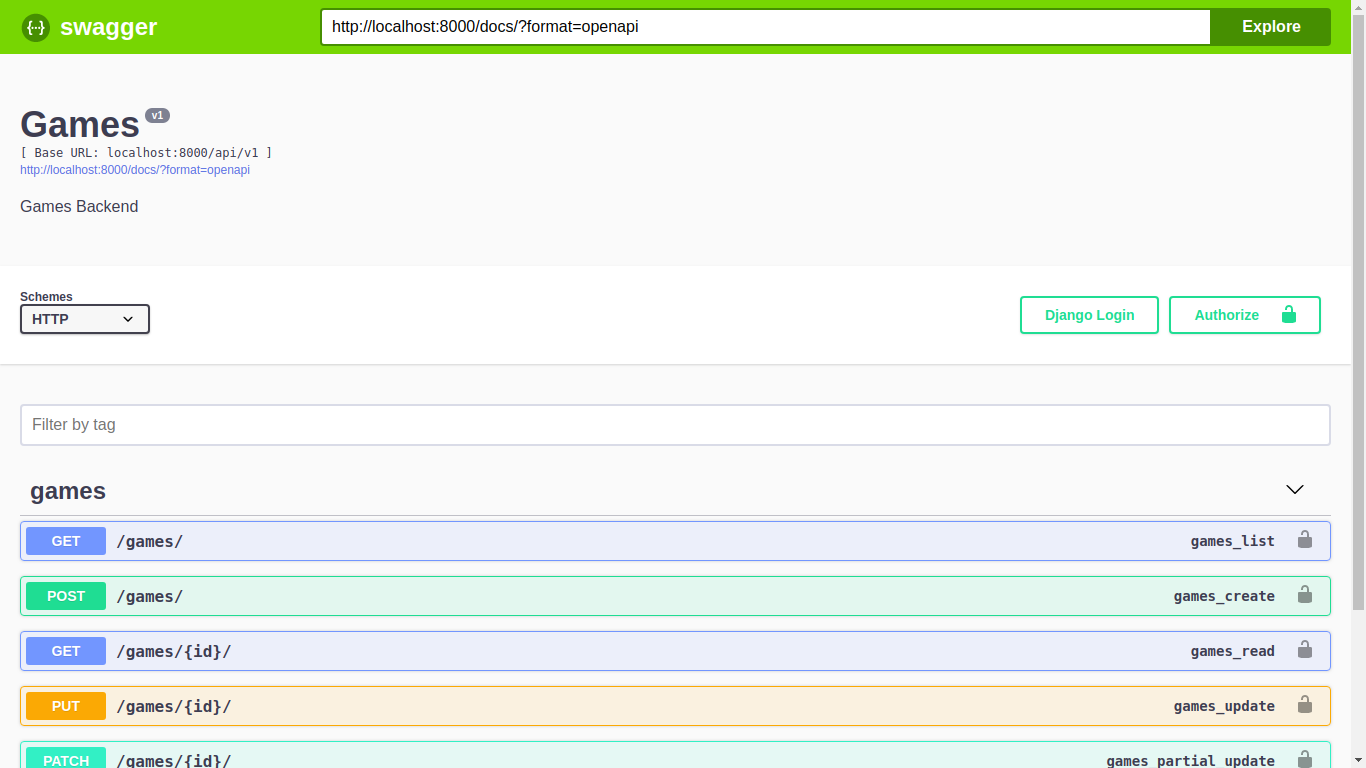 swagger
http://localhost:8000/docs/?format=openapi
Explore
Games v1
[ Base URL: localhost:8000/api/v1 ]
http://localhost:8000/docs/?format=openapi
Games Backend
Schemes
HTTP
Django Login
Authorize
Filter by tag
games
GET /games/ games_list
POST /games/ games_create
GET /games/{id}/ games_read
PUT /games/{id}/ games_update
PATCH /games/{id}/ games_partial_update